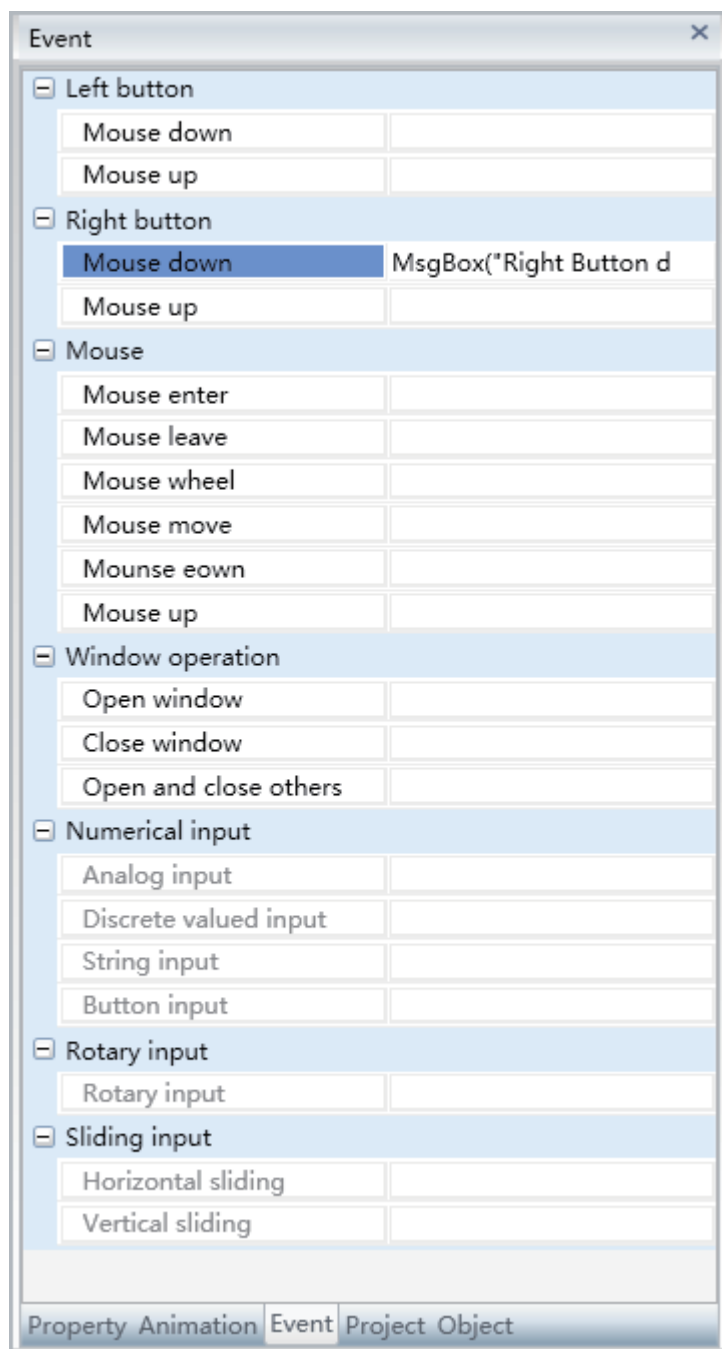 Event
Left button
Mouse down
Mouse up
Right button
Mouse down MsgBox("Right Button d
Mouse up
Mouse
Mouse enter
Mouse leave
Mouse wheel
Mouse move
Mounse eown
Mouse up
Window operation
Open window
Close window
Open and close others
Numerical input
Analog input
Discrete valued input
String input
Button input
Rotary input
Rotary input
Sliding input
Horizontal sliding
Vertical sliding
Property Animation Event Project Object